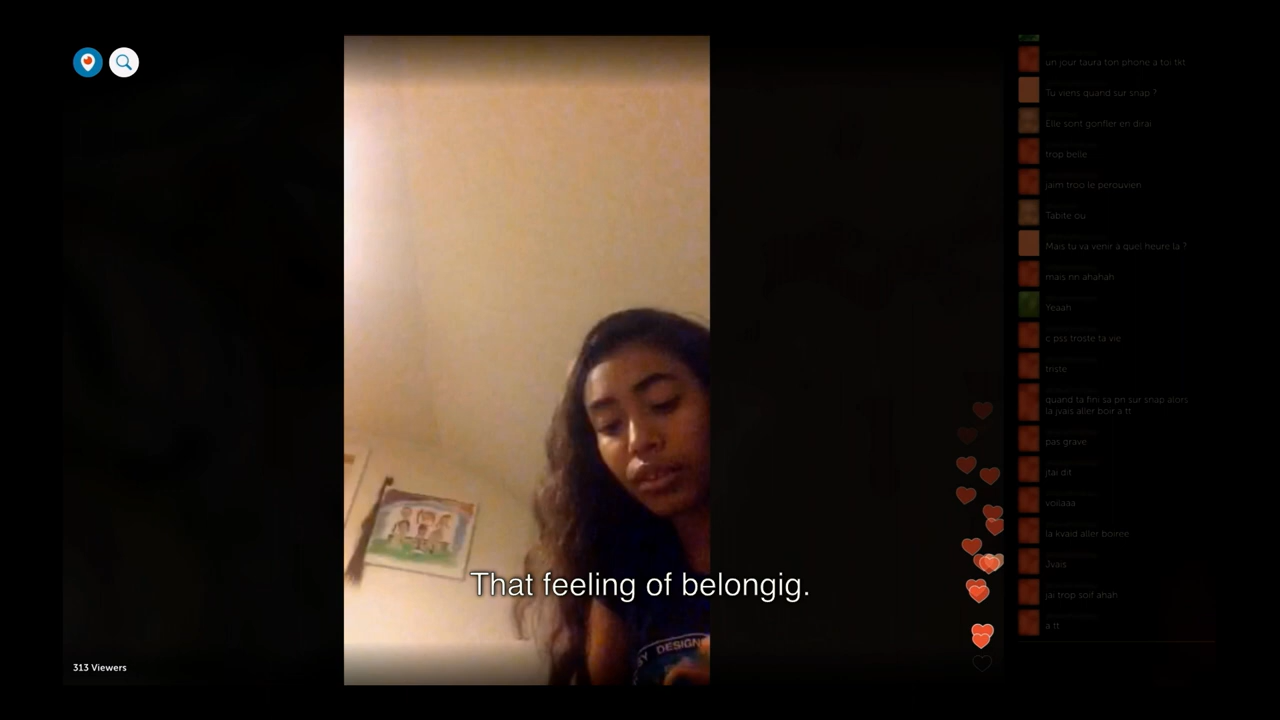 un jour taura ton phone a toi tkt
Tu viens quand sur snap ?
Elle sont gonfler en dirai
trop belle
jaim troo le perouvien
Tabite ou
Mais tu va venir a quel heure la ?
mais nn ahahah
Yeaah
c pss troste ta vie
triste
quand ta fini sa pn sur snap alors
la jvais aller boir a tt
pas grave
jtai dit
voilaaa
la kvaid aller boiree
Jvais
jai trop soif ahah
a tt
That feeling of belongig.
DESIGN
313 Viewers